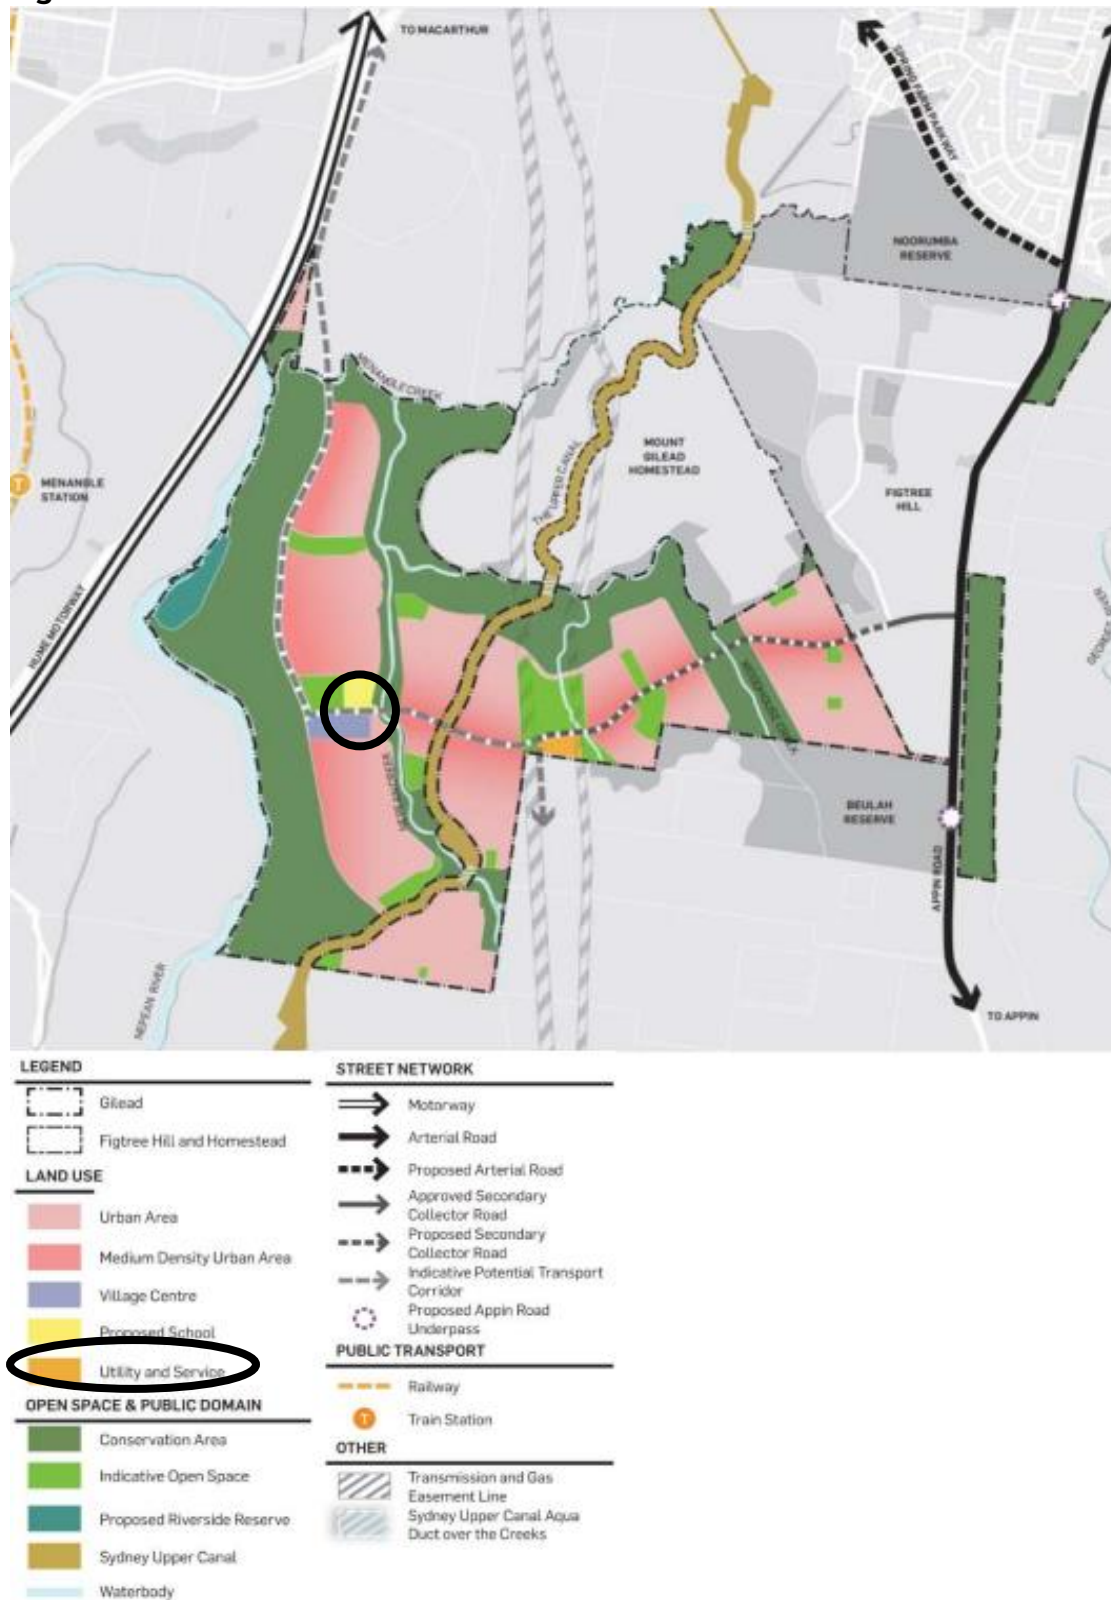 TO MACARTHUR
SPRING FARM PARKWAY
NOORUMBA
RESERVE
MENANGLE CREEK
MOUNT
GILEAD
HOMESTEAD
THE UPPER CANAL
MENANGLE
STATION
T
FIGTREE
HILL
HUME MOTORWAY
BEULAH
RESERVE
APPIN ROAD
NEPEAN RIVER
TO APPIN
LEGEND
Gilead
Figtree Hill and Homestead
LAND USE
Urban Area
Medium Density Urban Area
Village Centre
Proposed School
Utility and Service
OPEN SPACE & PUBLIC DOMAIN
Conservation Area
Indicative Open Space
Proposed Riverside Reserve
Sydney Upper Canal
Waterbody
STREET NETWORK
Motorway
Arterial Road
Proposed Arterial Road
Approved Secondary
Collector Road
Proposed Secondary
Collector Road
Indicative Potential Transport
Corridor
Proposed Appin Road
Underpass
PUBLIC TRANSPORT
Railway
T Train Station
OTHER
Transmission and Gas
Easement Line
Sydney Upper Canal Aqua
Duct over the Creeks